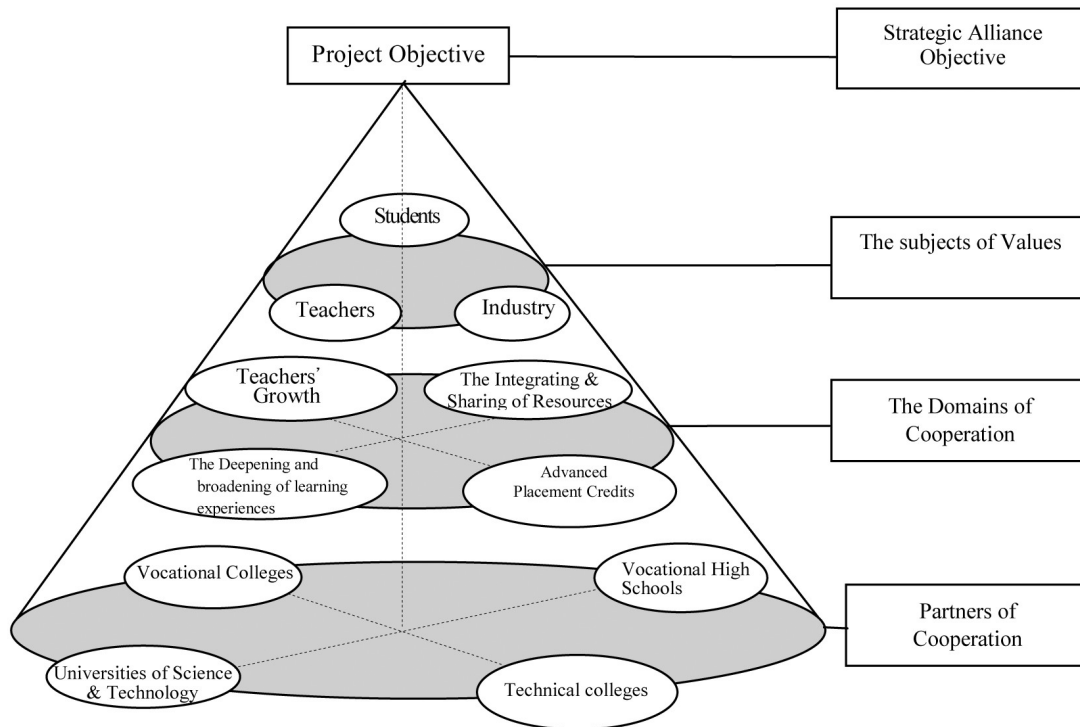 Project Objective
Strategic Alliance
Objective
Students
The subjects of Values
Teachers
Industry
Teachers'
Growth
The Integrating &
Sharing of Resources
The Domains of
Cooperation
The Deepening and
broadening of learning
experiences
Advanced
Placement Credits
Vocational Colleges
Vocational High
Schools
Partners of
Cooperation
Universities of Science
& Technology
Technical colleges